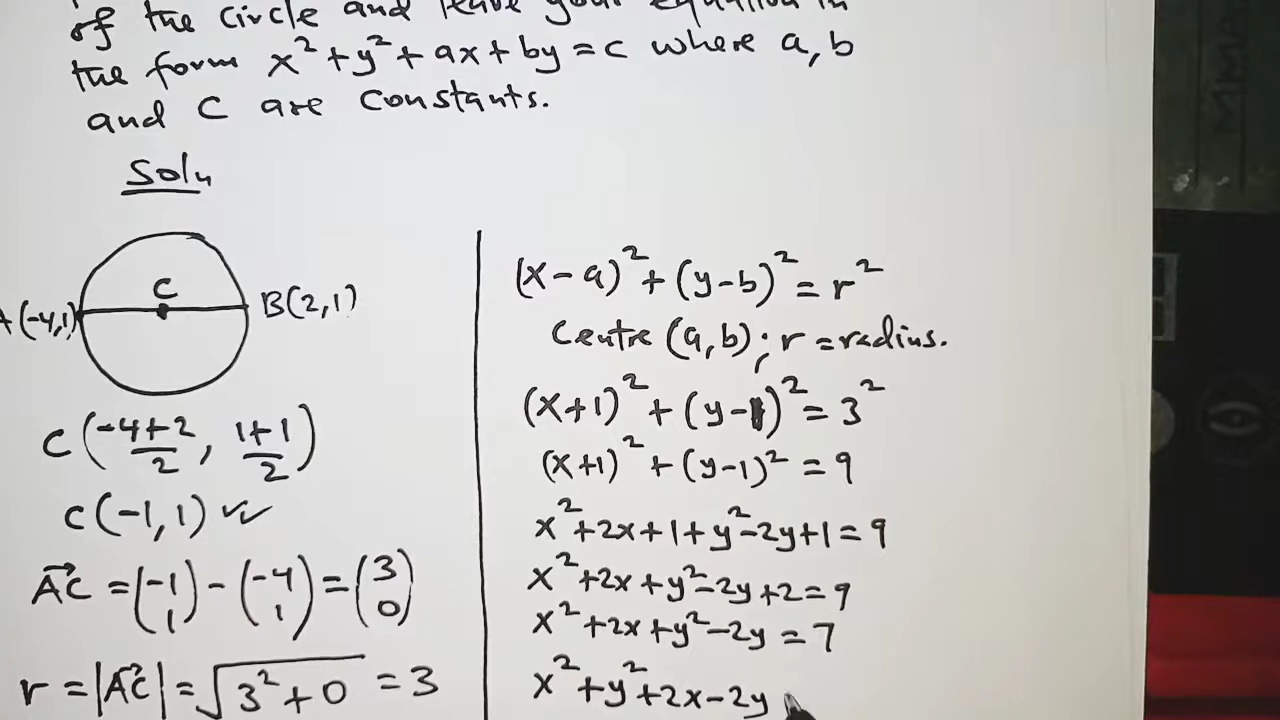 of the circle and leave your equation in
the form x² + y² + ax + by = c where a, b
and C are constants.
Soln
C
A(-4,1)
B(2,1)
C(-4+2/2, 1+1/2)
C(-1, 1) ✓✓
AC⃗ = (-1 1) - (-4 1) = (3 0)
r = |AC⃗| = √(3² + 0) = 3
(x - a)² + (y - b)² = r²
Centre (a, b); r = radius.
(x+1)² + (y-1)² = 3²
(x+1)² + (y-1)² = 9
x² + 2x + 1 + y² - 2y + 1 = 9
x² + 2x + y² - 2y + 2 = 9
x² + 2x + y² - 2y = 7
x² + y² + 2x - 2y